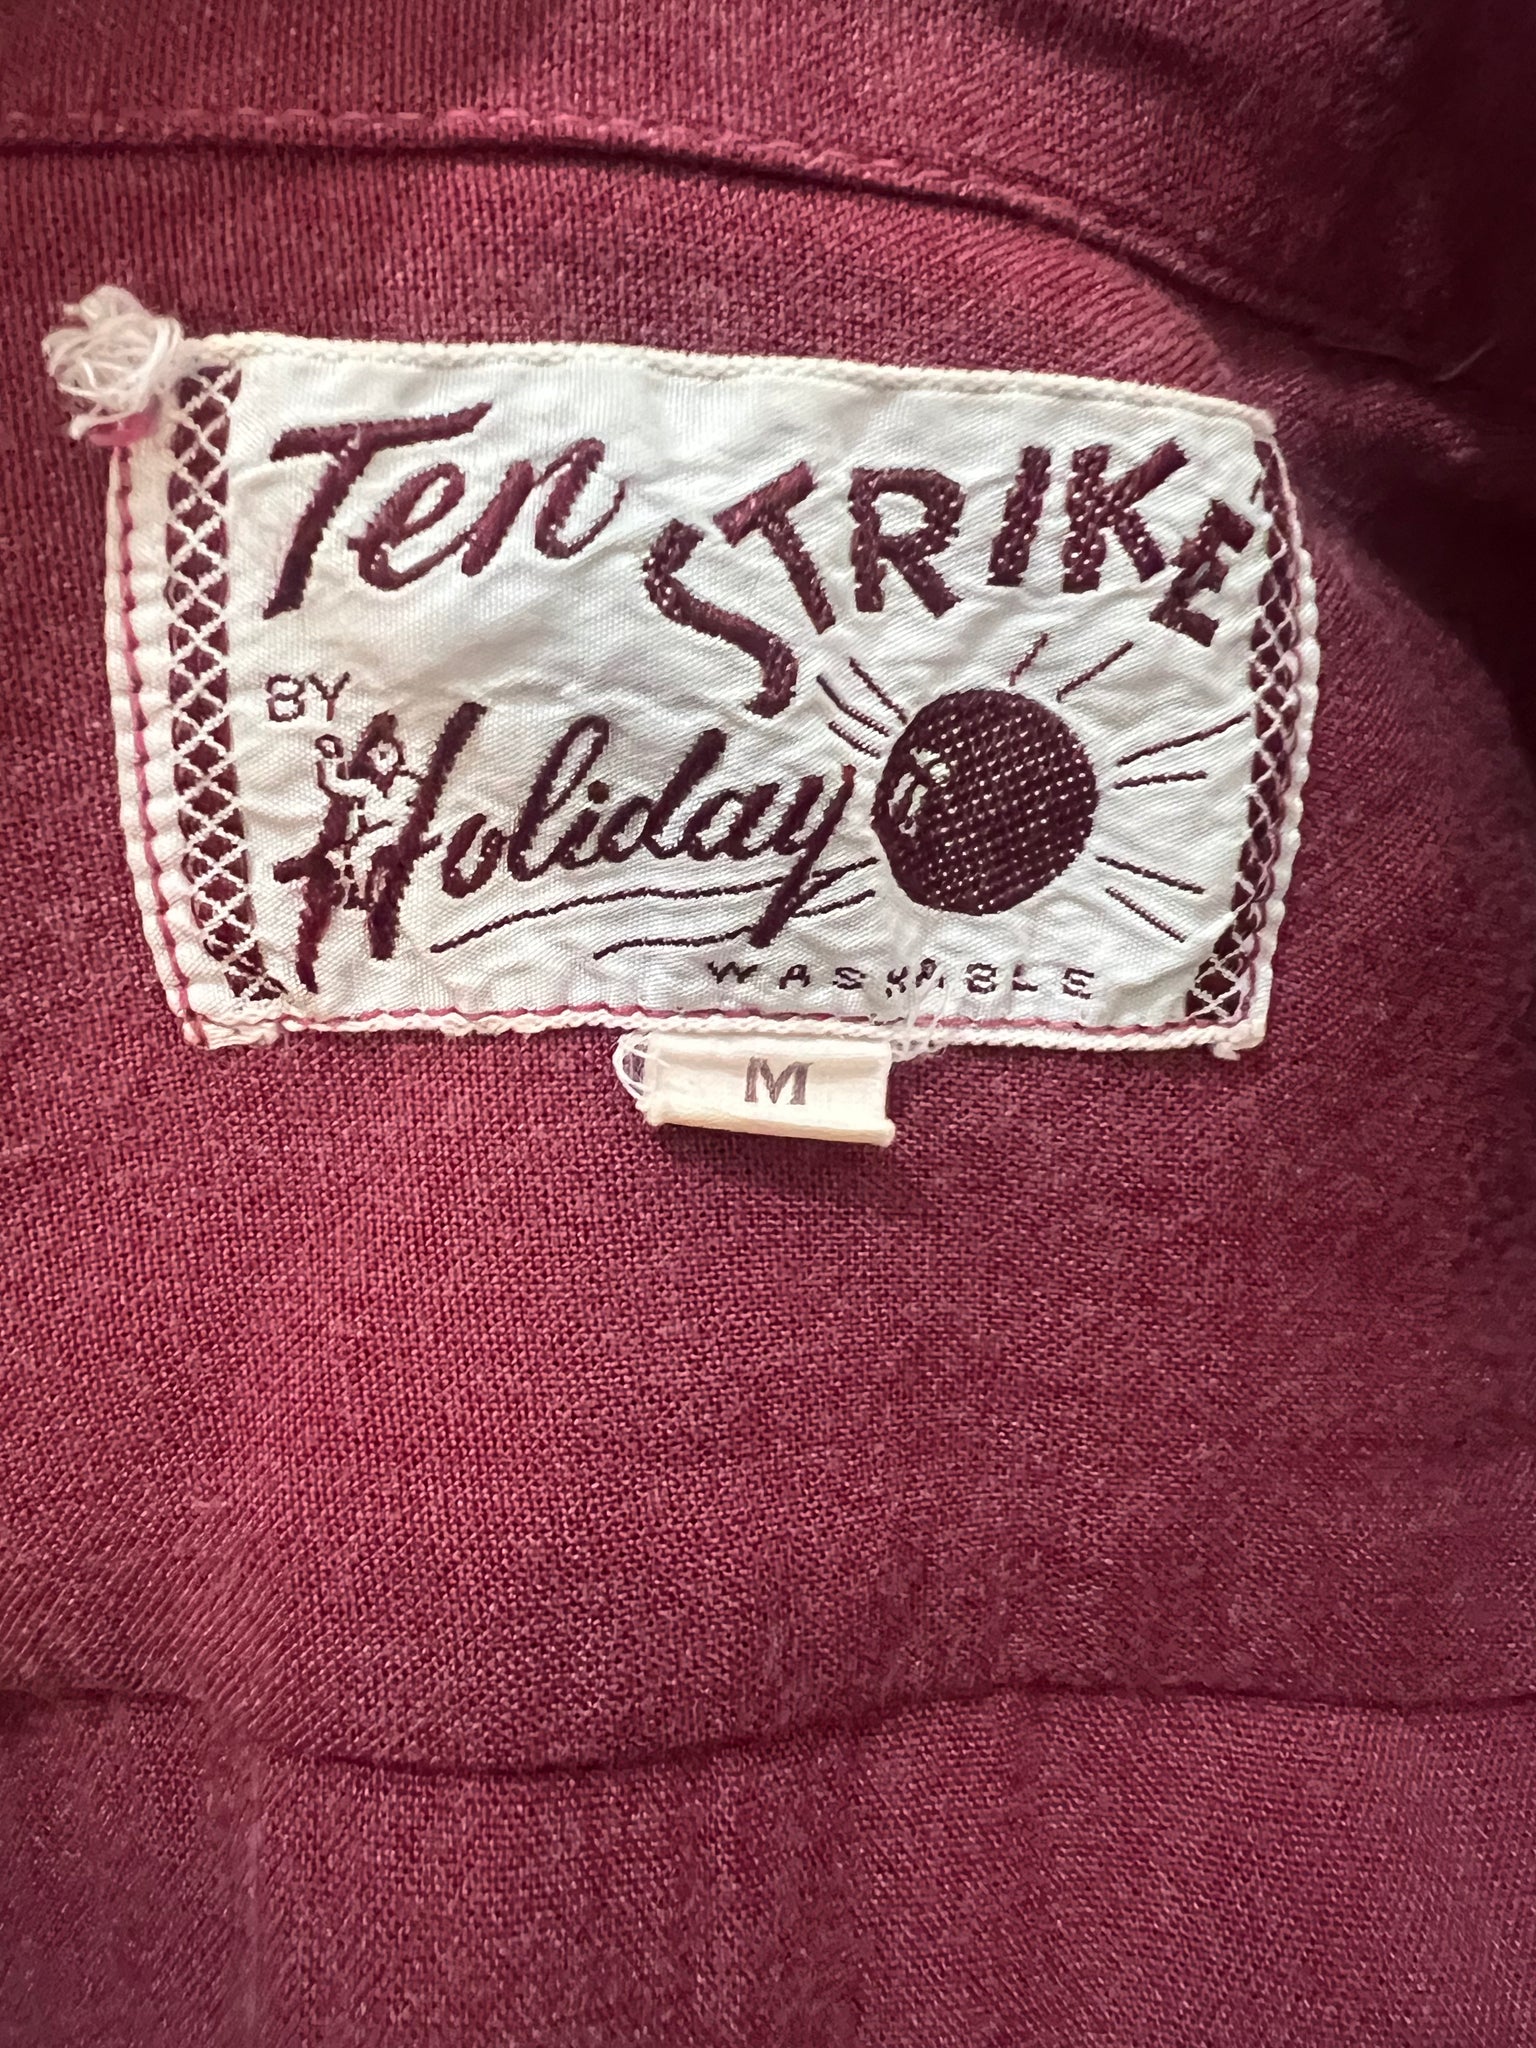 Ten STRIKE
BY
Holiday
WASHABLE
M